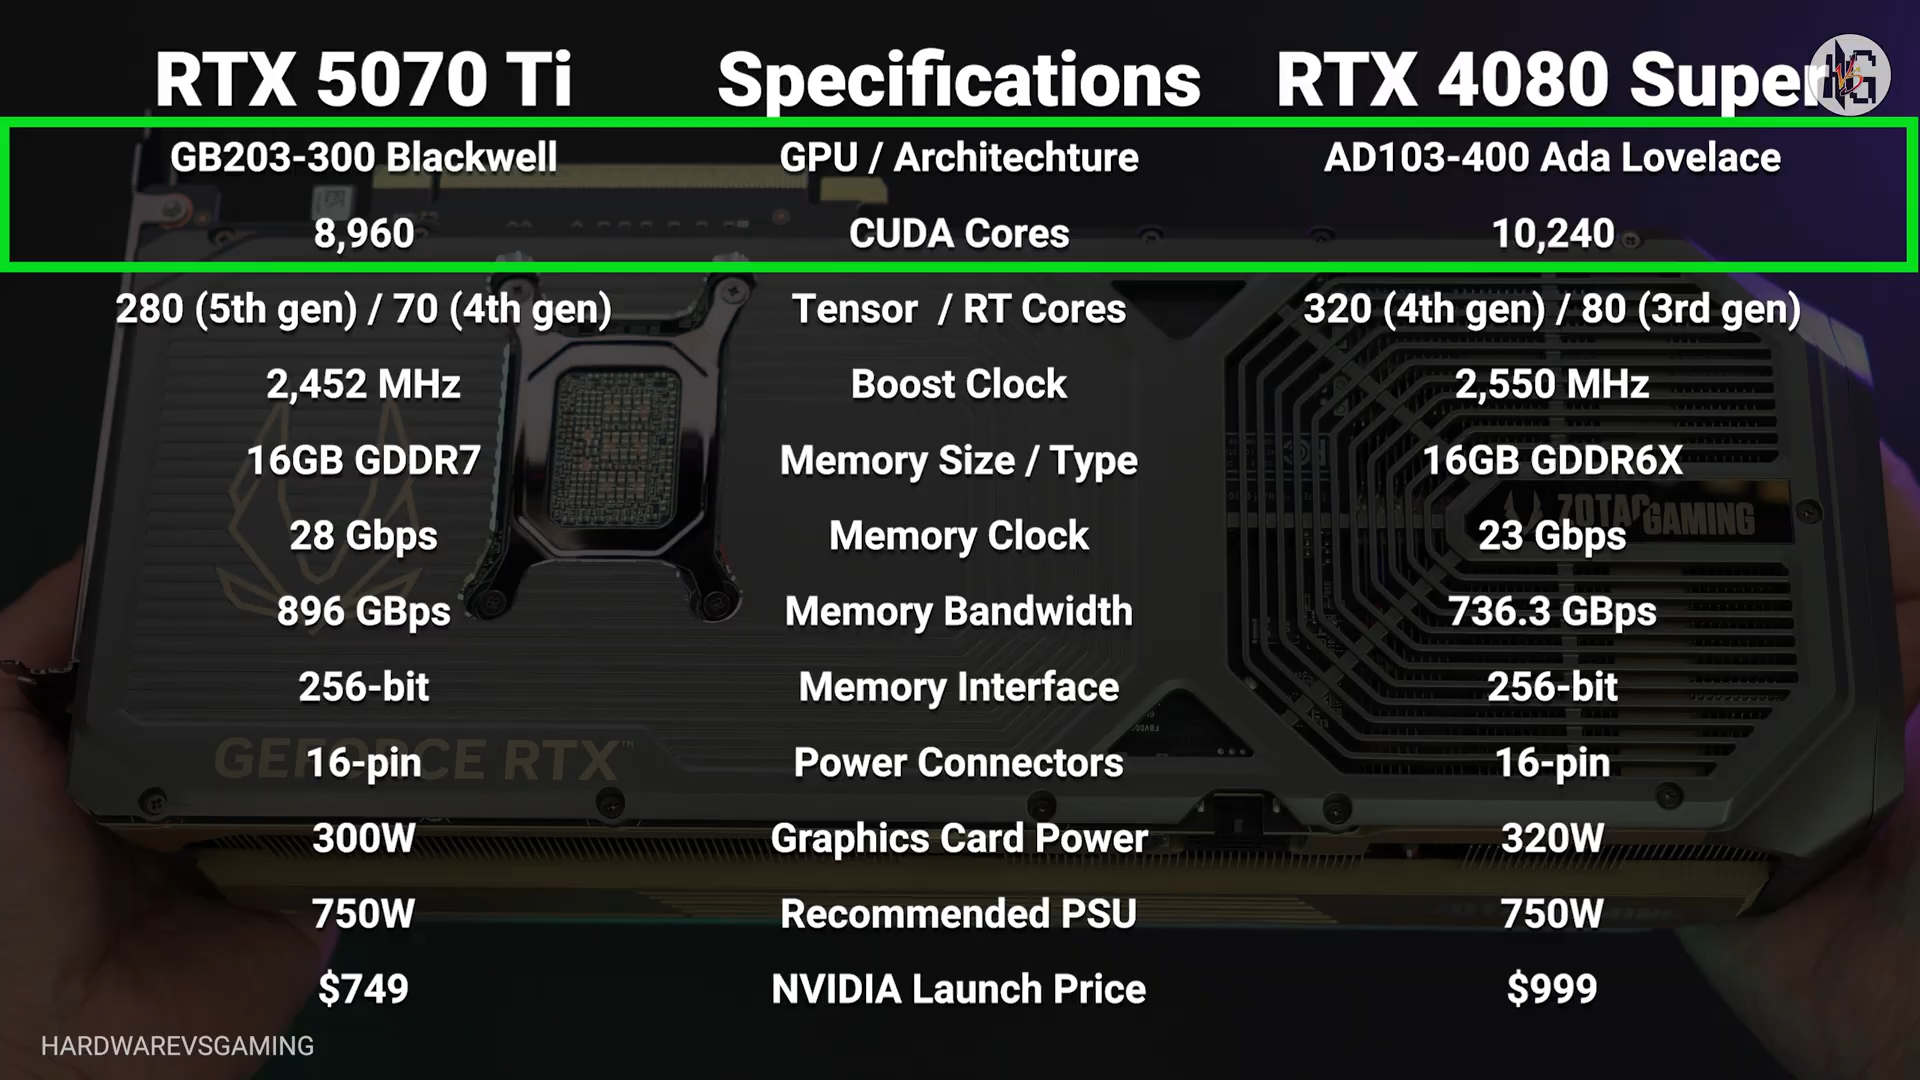 RTX 5070 Ti Specifications RTX 4080 Super
GB203-300 Blackwell GPU / Architechture AD103-400 Ada Lovelace
8,960 CUDA Cores 10,240
280 (5th gen) / 70 (4th gen) Tensor / RT Cores 320 (4th gen) / 80 (3rd gen)
2,452 MHz Boost Clock 2,550 MHz
16GB GDDR7 Memory Size / Type 16GB GDDR6X
ZOTAC GAMING
28 Gbps Memory Clock 23 Gbps
896 GBps Memory Bandwidth 736.3 GBps
256-bit Memory Interface 256-bit
GEFORCE RTX™
16-pin Power Connectors 16-pin
300W Graphics Card Power 320W
750W Recommended PSU 750W
$749 NVIDIA Launch Price $999
HARDWAREVSGAMING